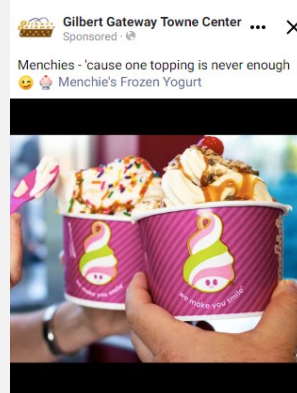 Gilbert Gateway Towne Center
Sponsored ·
Menchies - 'cause one topping is never enough
😉 🍨 Menchie's Frozen Yogurt
we make you smile
we make you smile